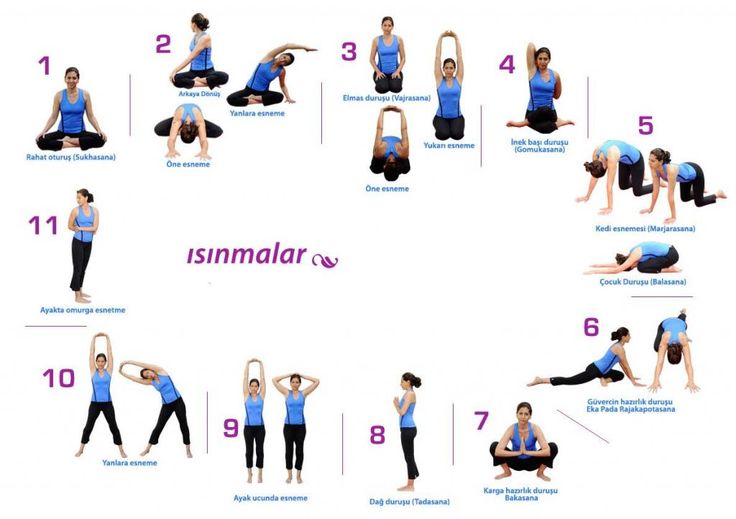 1
Rahat oturuş (Sukhasana)
2
Arkaya Dönüş
Yanlara esneme
Öne esneme
3
Elmas duruşu (Vajrasana)
Yukarı esneme
Öne esneme
4
İnek başı duruşu
(Gomukasana)
5
Kedi esnemesi (Marjarasana)
Çocuk Duruşu (Balasana)
6
Güvercin hazırlık duruşu
Eka Pada Rajakapotasana
7
Karga hazırlık duruşu
Bakasana
8
Dağ duruşu (Tadasana)
9
Ayak ucunda esneme
10
Yanlara esneme
11
Ayakta omurga esnetme
ısınmalar